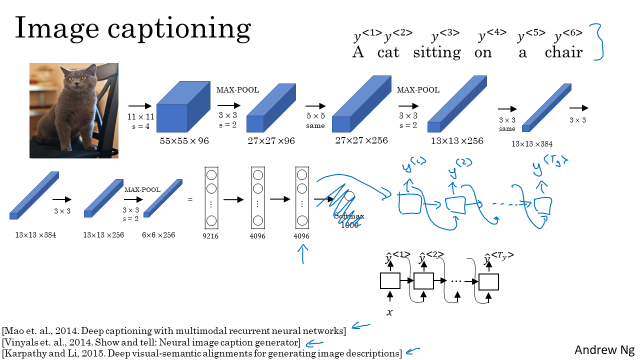 Image captioning
y<1> y<2> y<3> y<4> y<5> y<6>
A cat sitting on a chair
MAX-POOL
MAX-POOL
11 × 11
s = 4
3 × 3
s = 2
5 × 5
same
3 × 3
s = 2
3 × 3
same
3 × 3
55×55 × 96
27×27 ×96
27×27 ×256
13×13 ×256
13×13 ×384
MAX-POOL
3 × 3
3 × 3
s = 2
=
Softmax
1000
13×13 ×384
13×13 ×256
6×6 ×256
9216
4096
4096
y<1> y<2> y<Ty>
ŷ<1> ŷ<2> ŷ<Ty>
...
x
[Mao et. al., 2014. Deep captioning with multimodal recurrent neural networks]
[Vinyals et. al., 2014. Show and tell: Neural image caption generator]
[Karpathy and Li, 2015. Deep visual-semantic alignments for generating image descriptions]
Andrew Ng